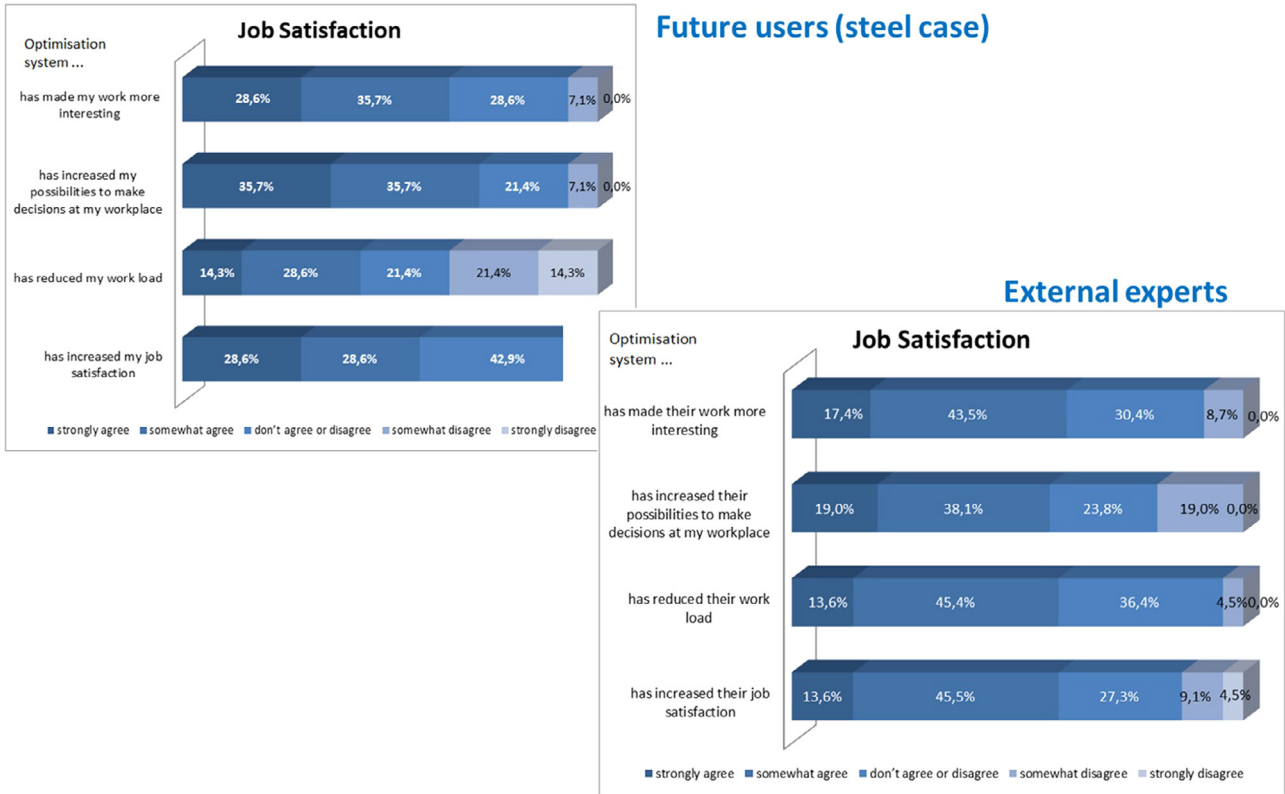 Future users (steel case)
Job Satisfaction
Optimisation
system ...
has made my work more
interesting
28,6% 35,7% 28,6% 7,1% 0,0%
has increased my
possibilities to make
decisions at my workplace
35,7% 35,7% 21,4% 7,1% 0,0%
has reduced my work load
14,3% 28,6% 21,4% 21,4% 14,3%
has increased my job
satisfaction
28,6% 28,6% 42,9%
strongly agree somewhat agree don't agree or disagree somewhat disagree strongly disagree
External experts
Job Satisfaction
Optimisation
system ...
has made their work more
interesting
17,4% 43,5% 30,4% 8,7% 0,0%
has increased their
possibilities to make
decisions at my workplace
19,0% 38,1% 23,8% 19,0% 0,0%
has reduced their work
load
13,6% 45,4% 36,4% 4,5% 0,0%
has increased their job
satisfaction
13,6% 45,5% 27,3% 9,1% 4,5%
strongly agree somewhat agree don't agree or disagree somewhat disagree strongly disagree